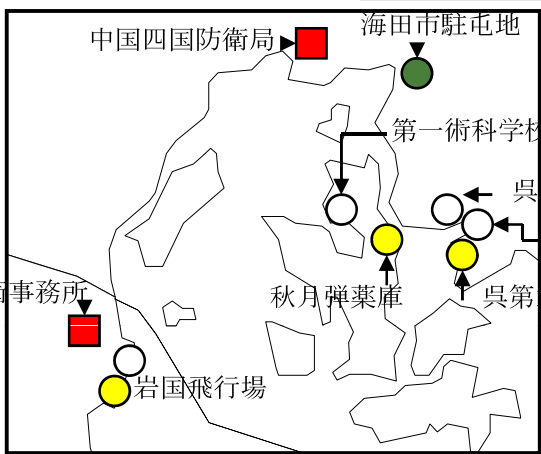 海田市駐屯地
中国四国防衛局
第一術科学校
呉
秋月弾薬庫
呉第
事務所
岩国飛行場